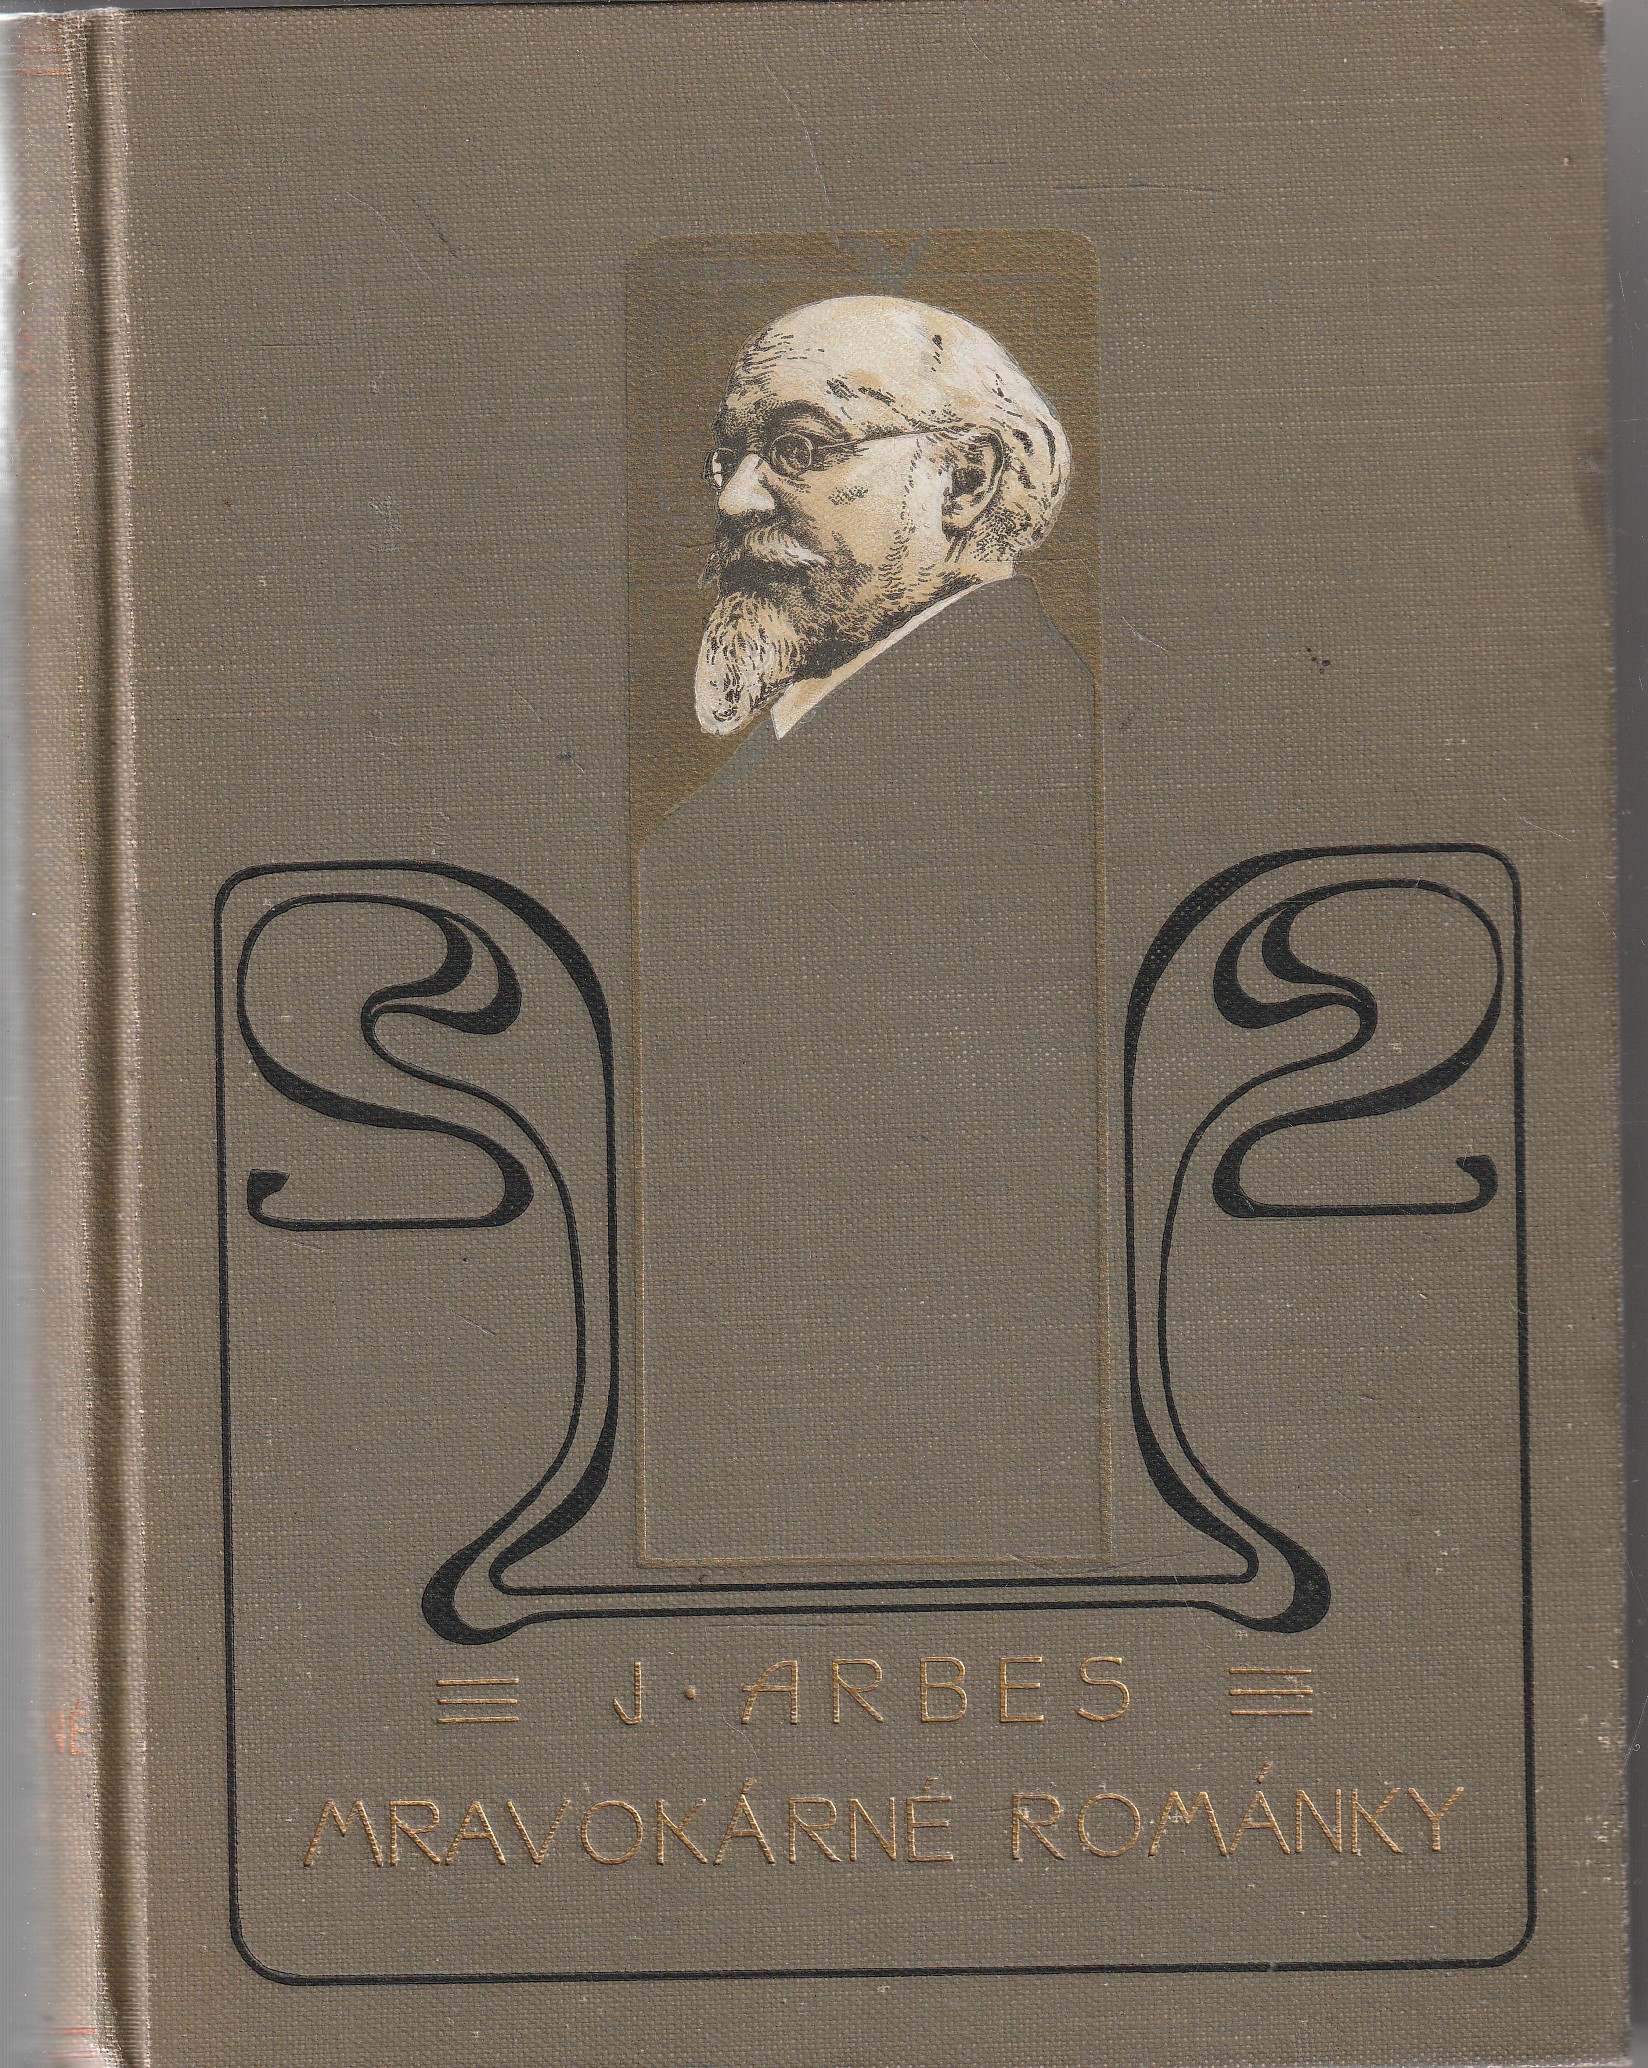 J. ARBES
MRAVOKÁRNÉ ROMÁNKY